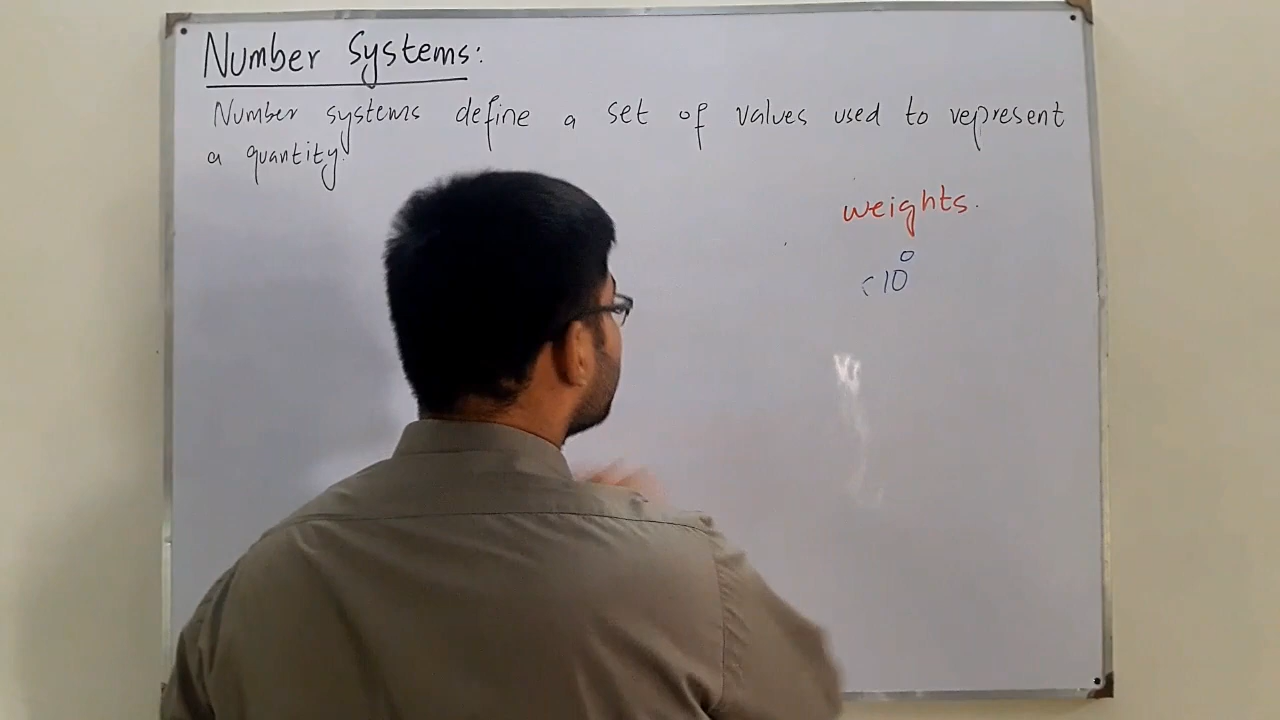 Number Systems:
Number systems define a set of values used to represent
a quantity.
weights.
10⁰